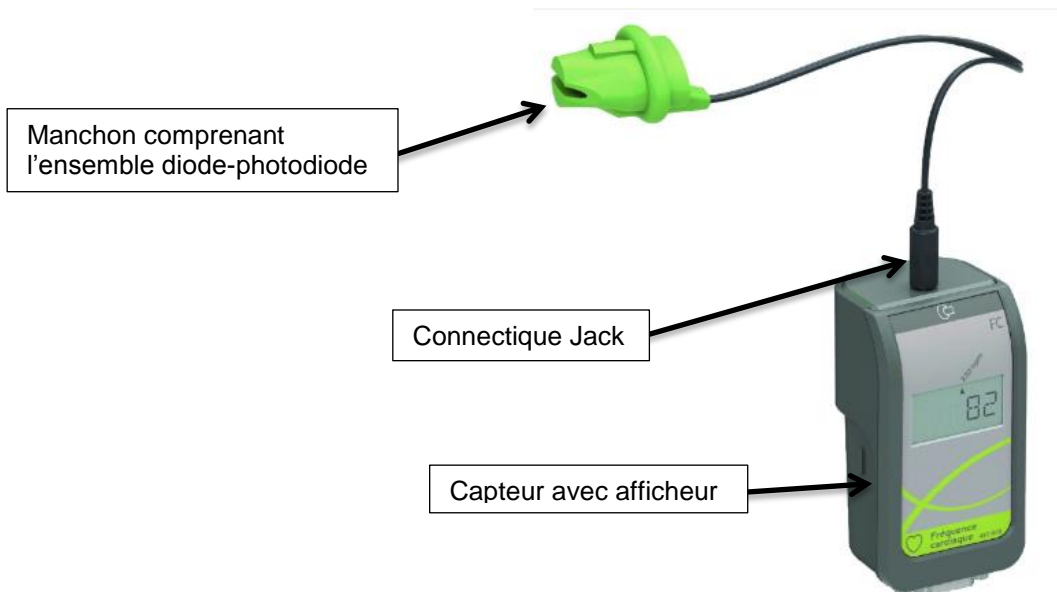 Manchon comprenant
l'ensemble diode-photodiode
Connectique Jack
FC
82
Capteur avec afficheur
Fréquence
cardiaque